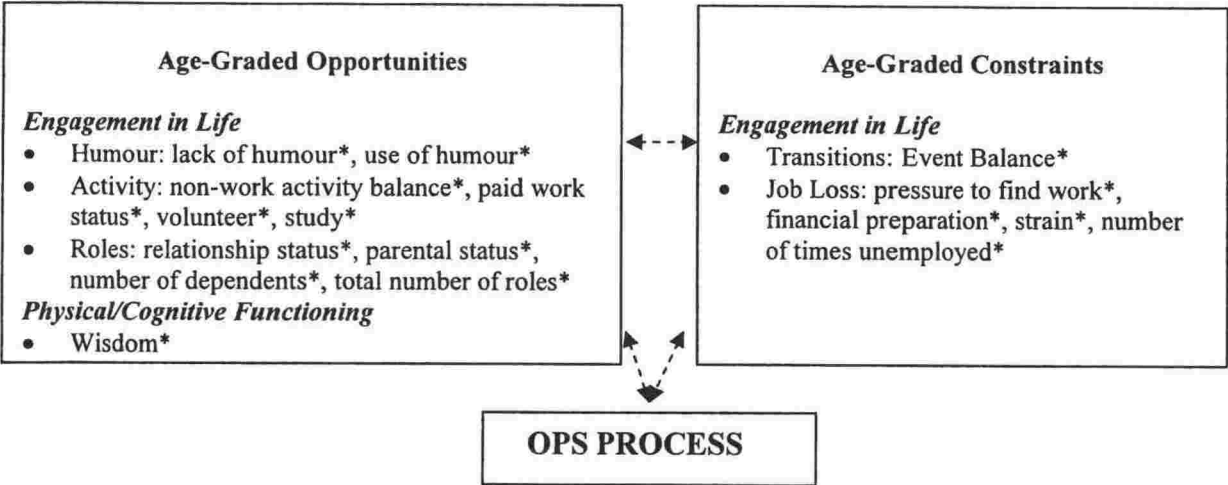 Age-Graded Opportunities
Engagement in Life
• Humour: lack of humour*, use of humour*
• Activity: non-work activity balance*, paid work
status*, volunteer*, study*
• Roles: relationship status*, parental status*,
number of dependents*, total number of roles*
Physical/Cognitive Functioning
• Wisdom*
Age-Graded Constraints
Engagement in Life
• Transitions: Event Balance*
• Job Loss: pressure to find work*,
financial preparation*, strain*, number
of times unemployed*
OPS PROCESS